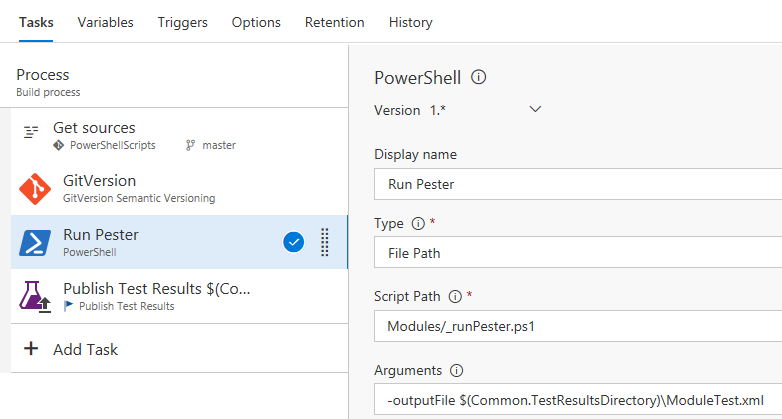 Tasks Variables Triggers Options Retention History
Process
Build process
Get sources
PowerShellScripts master
GitVersion
GitVersion Semantic Versioning
Run Pester
PowerShell
Publish Test Results $(Co...
Publish Test Results
Add Task
PowerShell
Version 1.*
Display name
Run Pester
Type *
File Path
Script Path *
Modules/_runPester.ps1
Arguments
-outputFile $(Common.TestResultsDirectory)\ModuleTest.xml